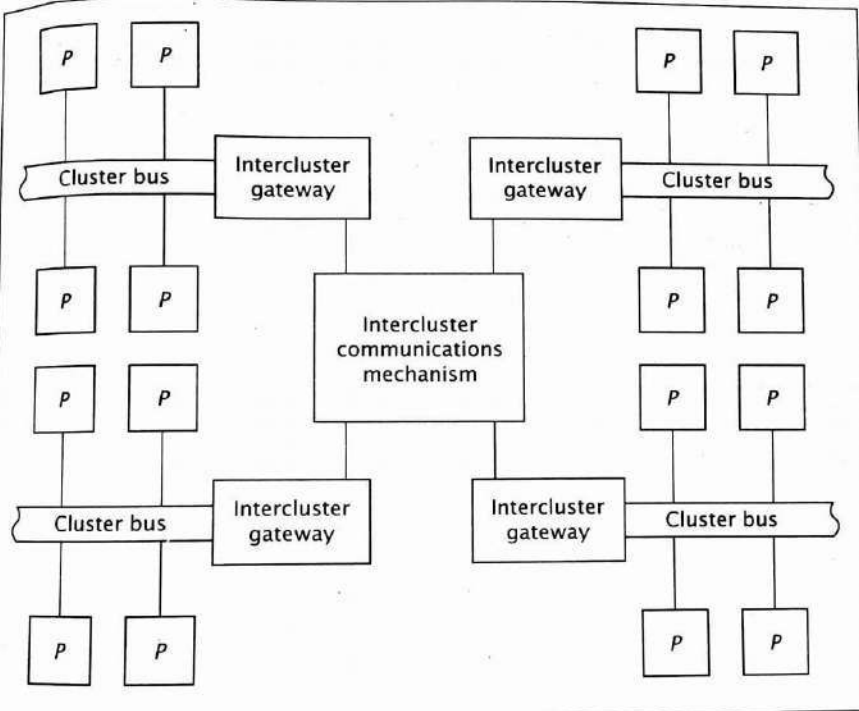 P P P P
Cluster bus
Intercluster
gateway
Intercluster
gateway
Cluster bus
P P P P
Intercluster
communications
mechanism
P P P P
Cluster bus
Intercluster
gateway
Intercluster
gateway
Cluster bus
P P P P